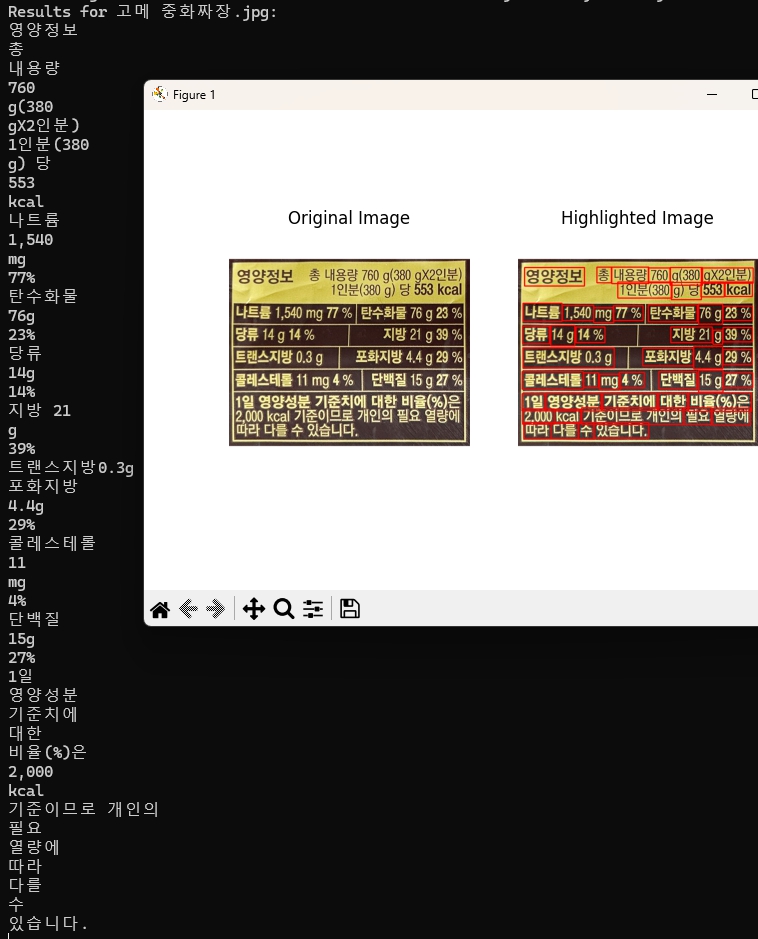 Results for 고메 중화짜장.jpg:
영양정보
총
내용량
760
g(380
gX2인분)
1인분(380
g) 당
553
kcal
나트륨
1,540
mg
77%
탄수화물
76g
23%
당류
14g
14%
지방 21
g
39%
트랜스지방0.3g
포화지방
4.4g
29%
콜레스테롤
11
mg
4%
단백질
15g
27%
1일
영양성분
기준치에
대한
비율(%)은
2,000
kcal
기준이므로 개인의
필요
열량에
따라
다를
수
있습니다.
Figure 1
Original Image
영양정보 총 내용량 760 g(380 gX2인분)
1인분(380 g) 당 553 kcal
나트륨 1,540 mg 77 % 탄수화물 76 g 23 %
당류 14 g 14 % 지방 21 g 39 %
트랜스지방 0.3 g 포화지방 4.4 g 29 %
콜레스테롤 11 mg 4 % 단백질 15 g 27 %
1일 영양성분 기준치에 대한 비율(%)은
2,000 kcal 기준이므로 개인의 필요 열량에
따라 다를 수 있습니다.
Highlighted Image
영양정보 총 내용량 760 g(380 gX2인분)
1인분(380 g) 당 553 kcal
나트륨 1,540 mg 77 % 탄수화물 76 g 23 %
당류 14 g 14 % 지방 21 g 39 %
트랜스지방 0.3 g 포화지방 4.4 g 29 %
콜레스테롤 11 mg 4 % 단백질 15 g 27 %
1일 영양성분 기준치에 대한 비율(%)은
2,000 kcal 기준이므로 개인의 필요 열량에
따라 다를 수 있습니다.